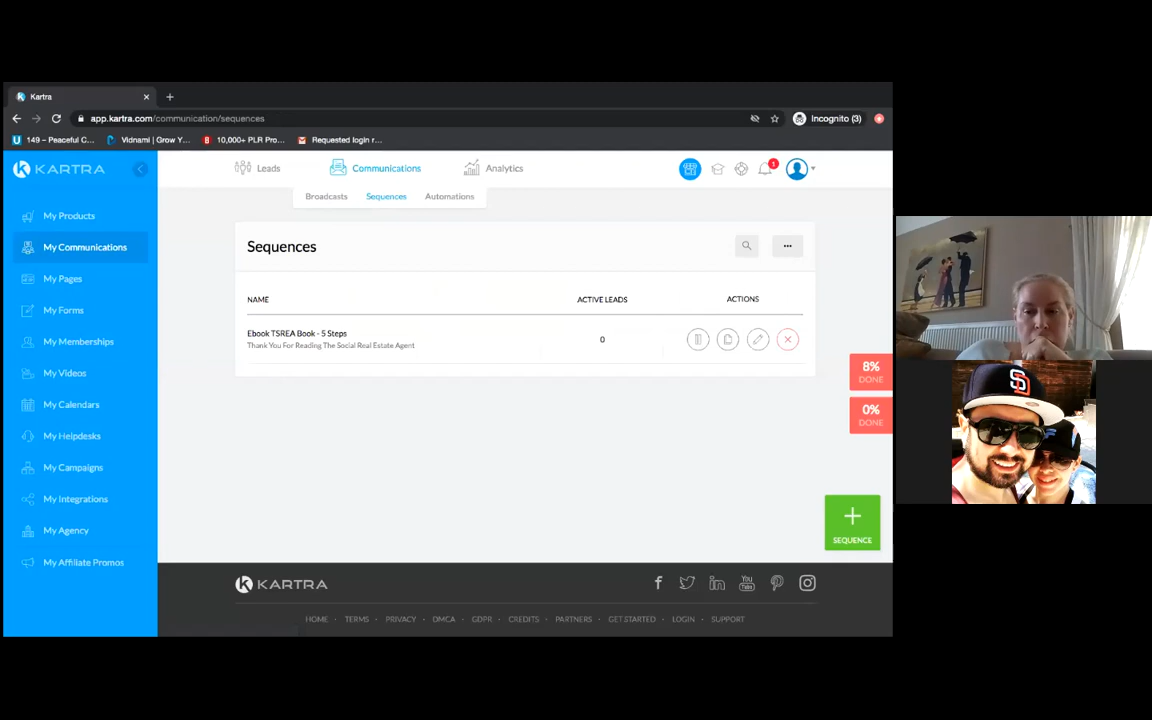 Kartra
app.kartra.com/communication/sequences
Incognito (3)
149 – Peaceful C...
Vidnami | Grow Y...
10,000+ PLR Pro...
Requested login r...
KARTRA
Leads
Communications
Analytics
3
Broadcasts
Sequences
Automations
My Products
My Communications
My Pages
My Forms
My Memberships
My Videos
My Calendars
My Helpdesks
My Campaigns
My Integrations
My Agency
My Affiliate Promos
Sequences
NAME
ACTIVE LEADS
ACTIONS
Ebook TSREA Book - 5 Steps
0
Thank You For Reading The Social Real Estate Agent
8%
DONE
0%
DONE
+
SEQUENCE
KARTRA
HOME · TERMS · PRIVACY · DMCA · GDPR · CREDITS · PARTNERS · GET STARTED · LOGIN · SUPPORT
SD